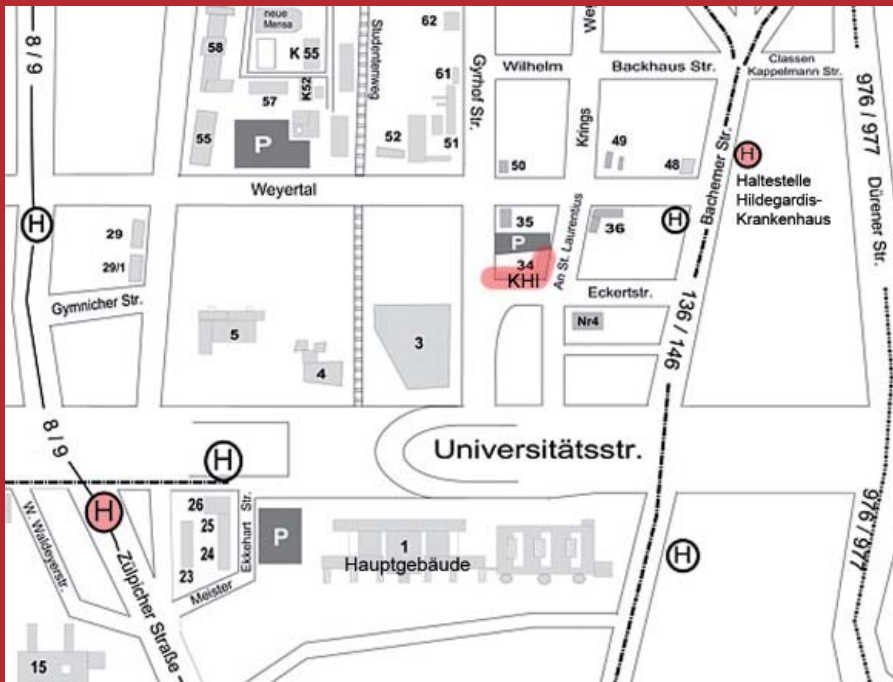 8 / 9
neue
Mensa
58
K 55
Studentenweg
62
Gyrhof Str.
61
Wilhelm
Backhaus Str.
Classen
Kappelmann Str.
57
K52
55
P
52
51
50
Krings
49
48
Bachemer Str.
H
Haltestelle
Hildegardis-
Krankenhaus
976 / 977
Dürener Str.
Weyertal
H
29
29/1
35
P
34
KHI
An St. Laurentius
36
H
Gymnicher Str.
Eckertstr.
Nr4
136 / 146
5
4
3
8 / 9
H
Universitätsstr.
H
W. Waldeyerstr.
Zülpicher Straße
26
25
24
23
Ekkehart Str.
Meister
P
1
Hauptgebäude
H
976 / 977
15